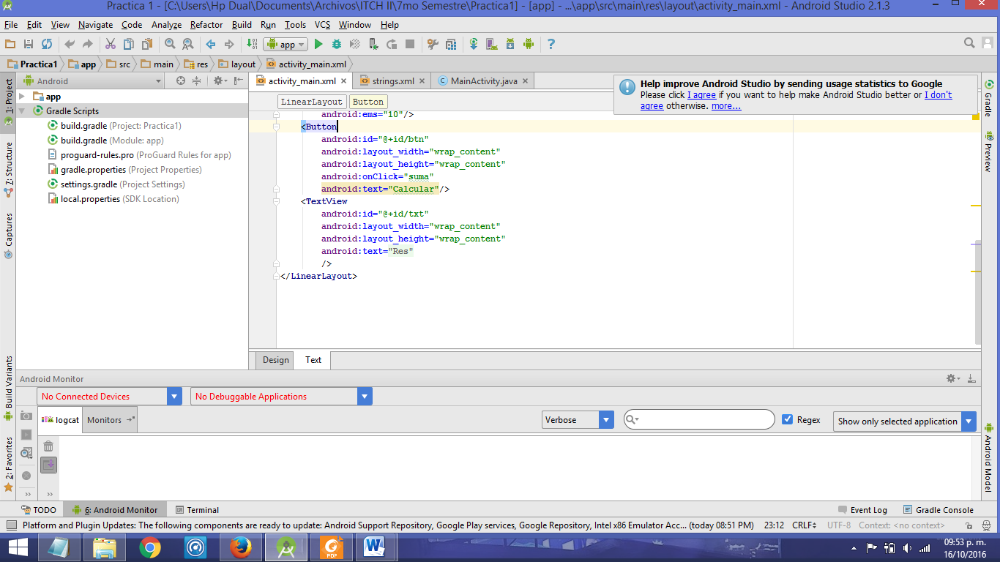 Practica 1 - [C:\Users\Hp Dual\Documents\Archivos\ITCH II\7mo Semestre\Practica1] - [app] - ...\app\src\main\res\layout\activity_main.xml - Android Studio 2.1.3
File Edit View Navigate Code Analyze Refactor Build Run Tools VCS Window Help
app
Practica1 app src main res layout activity_main.xml
1: Project
7: Structure
Captures
Build Variants
2: Favorites
Android
app
Gradle Scripts
build.gradle (Project: Practica1)
build.gradle (Module: app)
proguard-rules.pro (ProGuard Rules for app)
gradle.properties (Project Properties)
settings.gradle (Project Settings)
local.properties (SDK Location)
activity_main.xml strings.xml MainActivity.java
LinearLayout Button
Help improve Android Studio by sending usage statistics to Google
Please click I agree if you want to help make Android Studio better or I don't
agree otherwise. more...
android:ems="10"/>
<Button
android:id="@+id/btn"
android:layout_width="wrap_content"
android:layout_height="wrap_content"
android:onClick="suma"
android:text="Calcular"/>
<TextView
android:id="@+id/txt"
android:layout_width="wrap_content"
android:layout_height="wrap_content"
android:text="Res"
/>
</LinearLayout>
Design Text
Gradle
Preview
Android Model
Android Monitor
No Connected Devices No Debuggable Applications
logcat Monitors Verbose Regex Show only selected application
TODO 6: Android Monitor Terminal Event Log Gradle Console
Platform and Plugin Updates: The following components are ready to update: Android Support Repository, Google Play services, Google Repository, Intel x86 Emulator Acc... (today 08:51 PM) 23:12 CRLF UTF-8 Context: <no context>
PDF
09:53 p. m.
16/10/2016